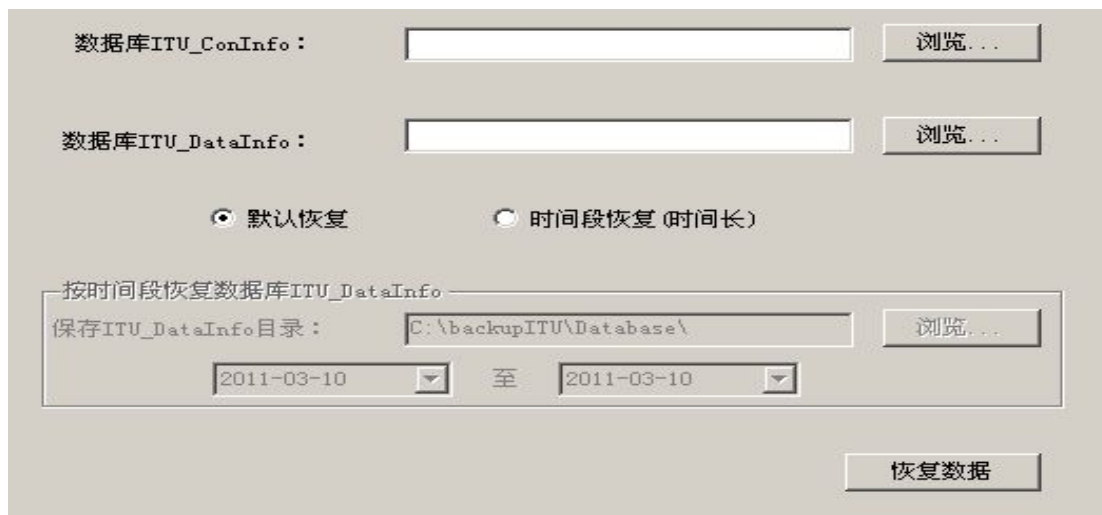 数据库ITU_ConInfo： 浏览...
数据库ITU_DataInfo： 浏览...
默认恢复 时间段恢复(时间长)
按时间段恢复数据库ITU_DataInfo
保存ITU_DataInfo目录： C:\backupITU\Database\ 浏览...
2011-03-10 至 2011-03-10
恢复数据